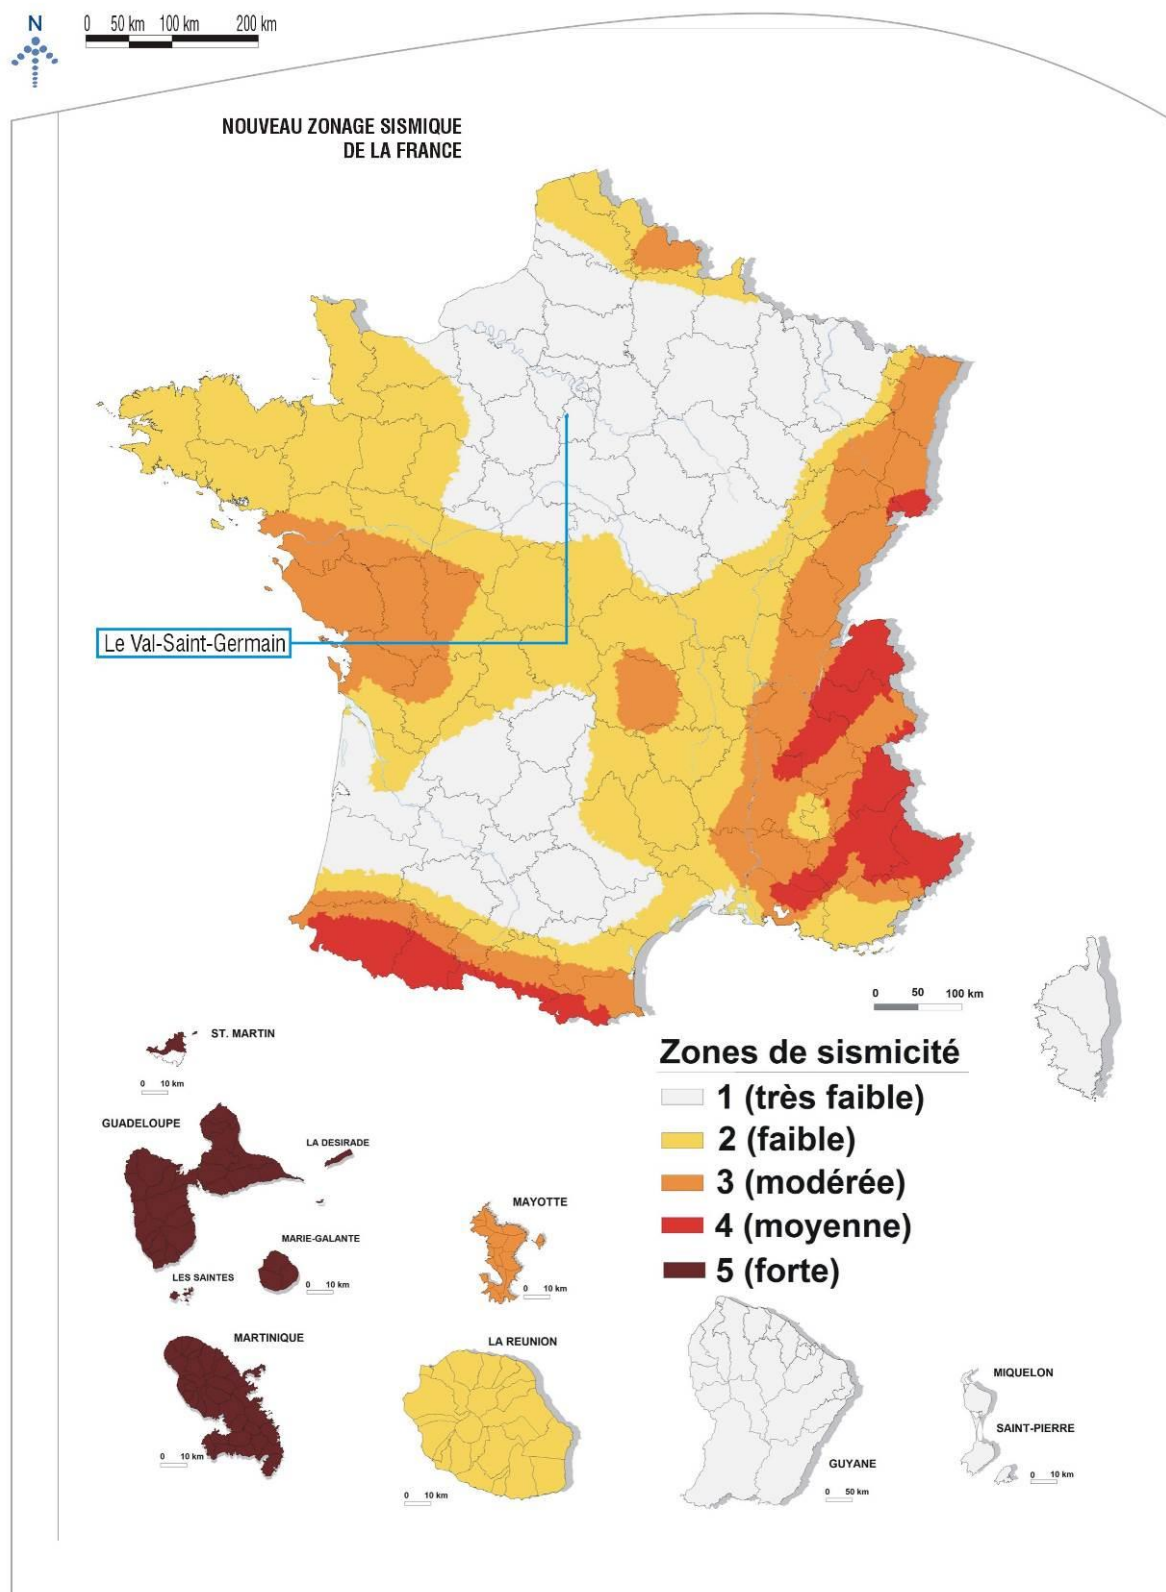 N
0 50 km 100 km 200 km
NOUVEAU ZONAGE SISMIQUE
DE LA FRANCE
Le Val-Saint-Germain
0 50 100 km
Zones de sismicité
1 (très faible)
2 (faible)
3 (modérée)
4 (moyenne)
5 (forte)
ST. MARTIN
0 10 km
GUADELOUPE
LA DESIRADE
MARIE-GALANTE
0 10 km
LES SAINTES
MAYOTTE
0 10 km
MARTINIQUE
0 10 km
LA REUNION
0 10 km
GUYANE
0 50 km
MIQUELON
SAINT-PIERRE
0 10 km